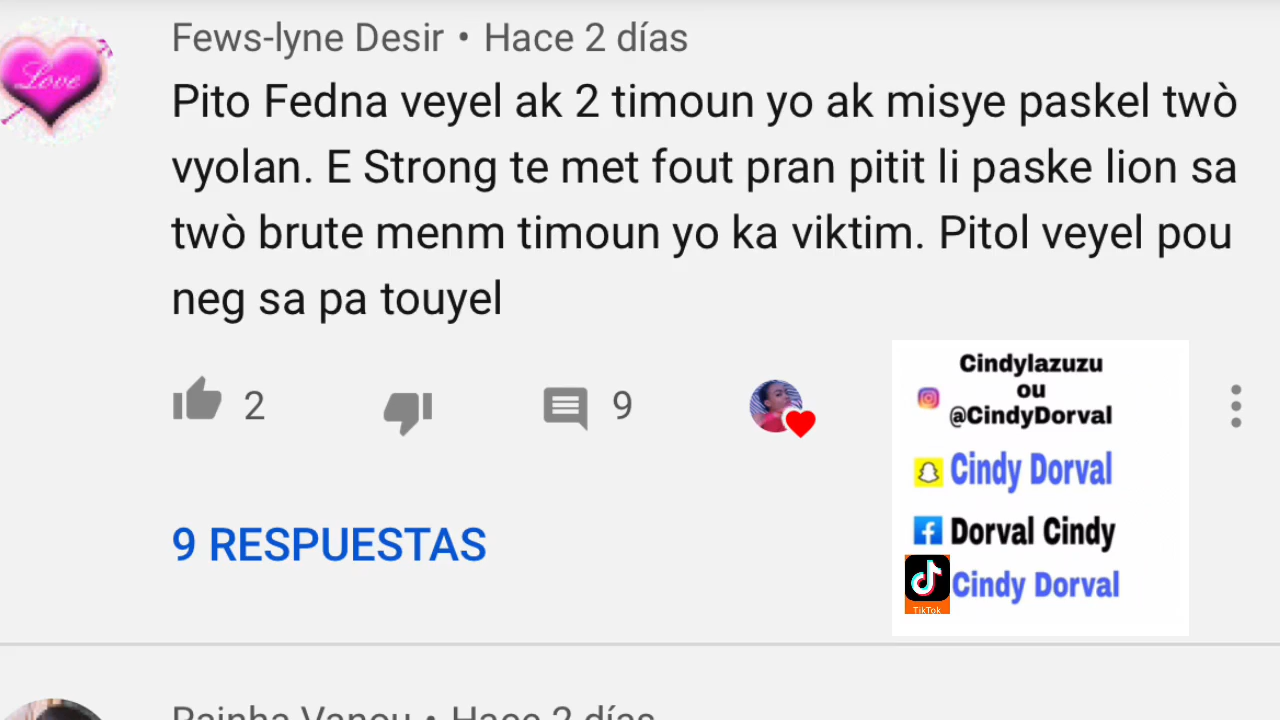 Love
Fews-lyne Desir • Hace 2 días
Pito Fedna veyel ak 2 timoun yo ak misye paskel twò
vyolan. E Strong te met fout pran pitit li paske lion sa
twò brute menm timoun yo ka viktim. Pitol veyel pou
neg sa pa touyel
2
9
Cindylazuzu
ou
@CindyDorval
Cindy Dorval
Dorval Cindy
Cindy Dorval
TikTok
9 RESPUESTAS
Rainha Vanou • Hace 2 días